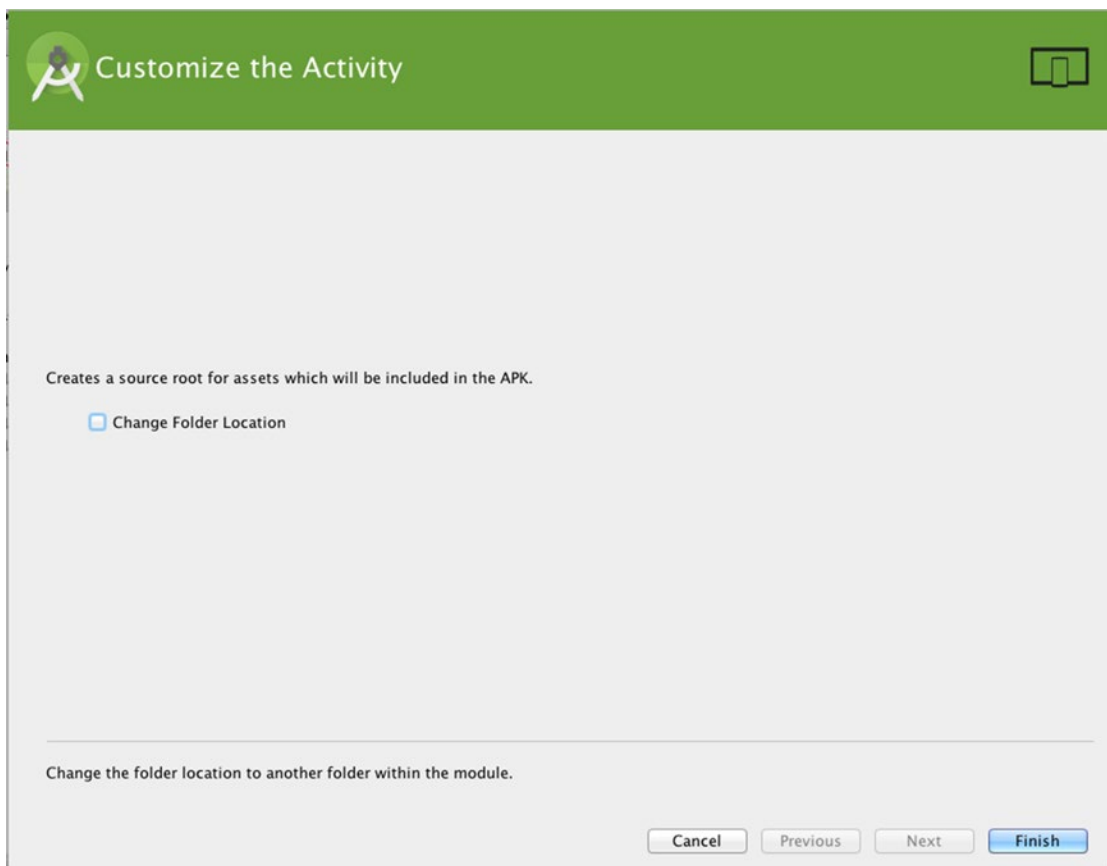 Customize the Activity
Creates a source root for assets which will be included in the APK.
Change Folder Location
Change the folder location to another folder within the module.
Cancel Previous Next Finish